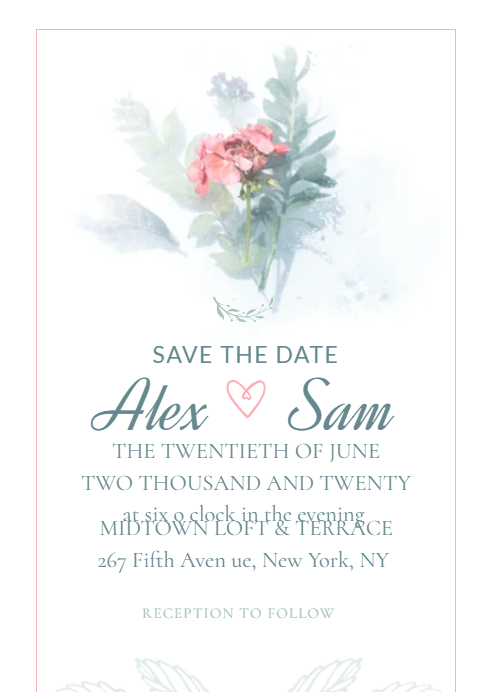 SAVE THE DATE
Alex Sam
THE TWENTIETH OF JUNE
TWO THOUSAND AND TWENTY
at six o clock in the evening
MIDTOWN LOFT & TERRACE
267 Fifth Aven ue, New York, NY
RECEPTION TO FOLLOW